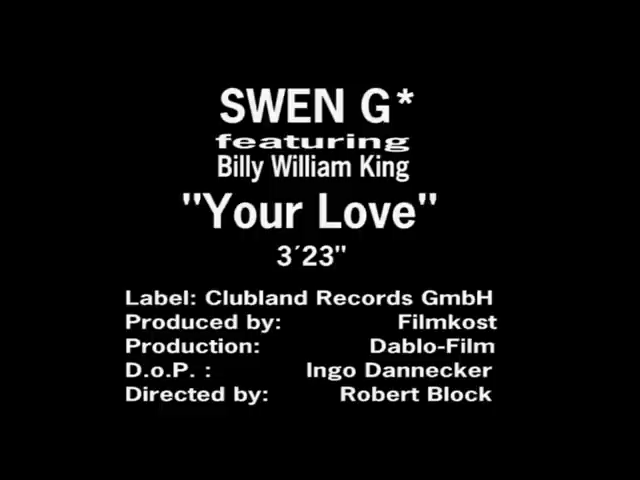 SWEN G*
featuring
Billy William King
"Your Love"
3´23"
Label: Clubland Records GmbH
Produced by: Filmkost
Production: Dablo-Film
D.o.P. : Ingo Dannecker
Directed by: Robert Block